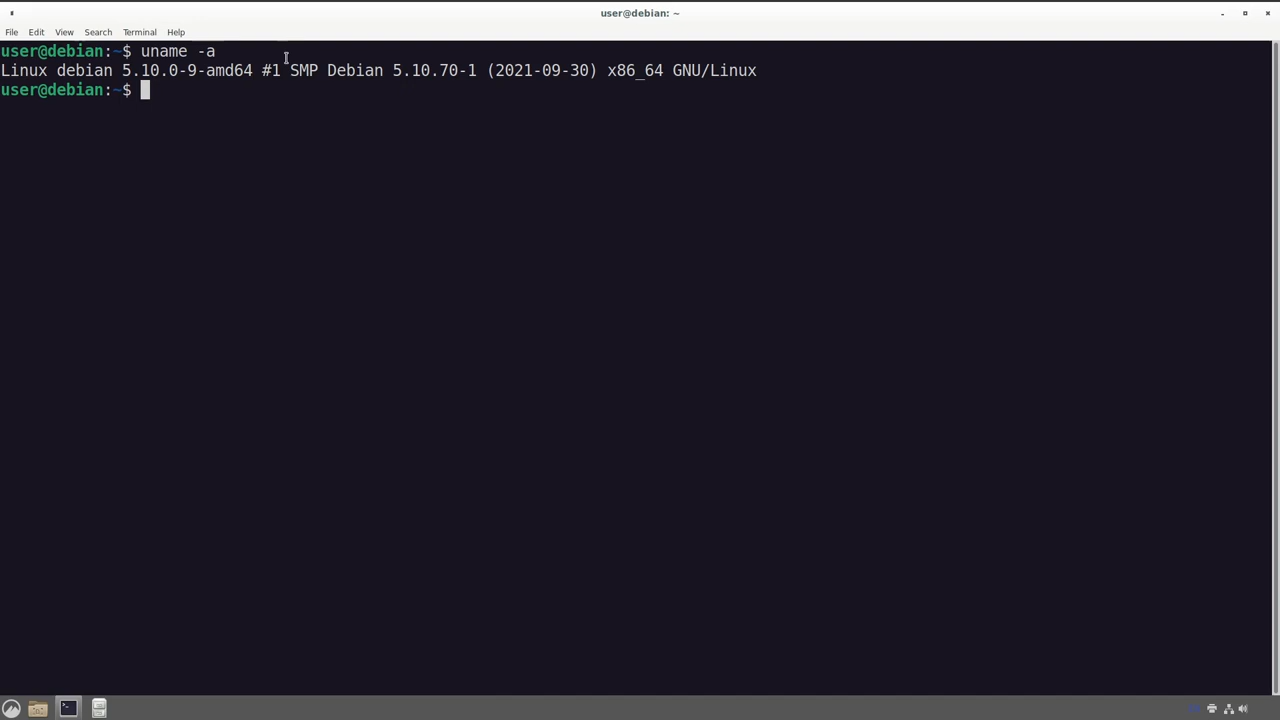 user@debian: ~
File Edit View Search Terminal Help
user@debian:~$ uname -a
Linux debian 5.10.0-9-amd64 #1 SMP Debian 5.10.70-1 (2021-09-30) x86_64 GNU/Linux
user@debian:~$